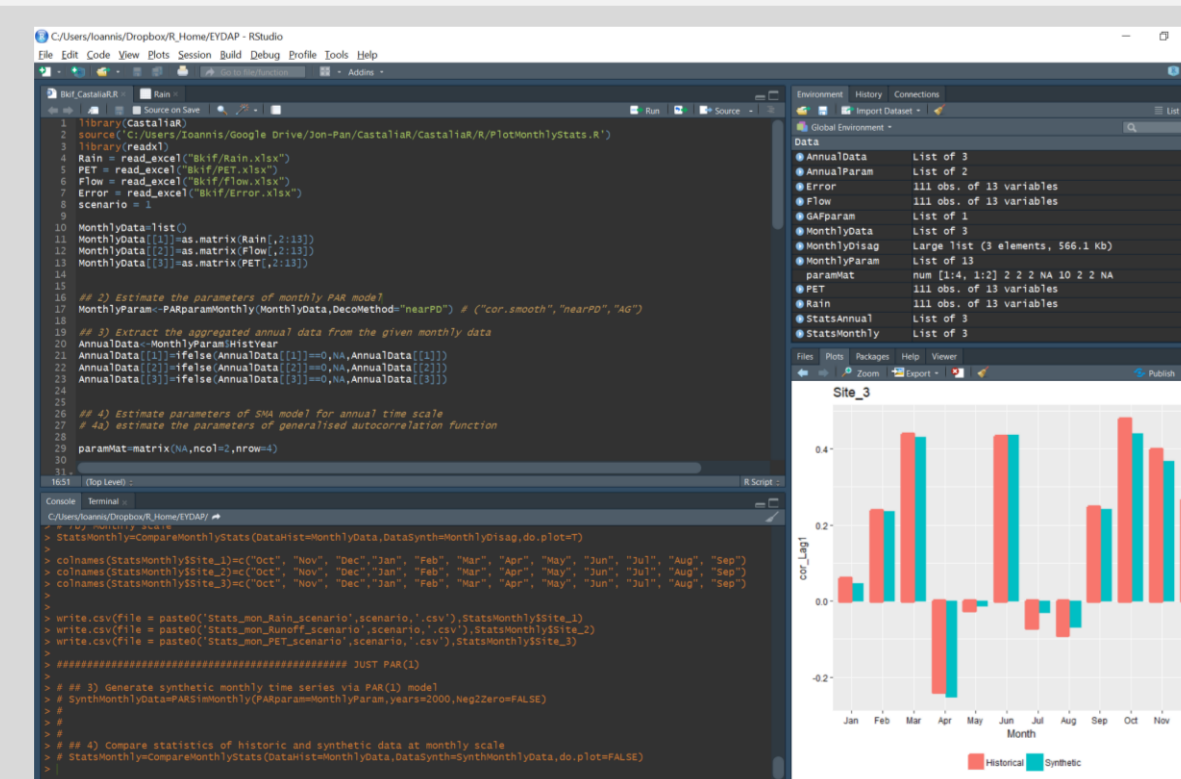 C:/Users/Ioannis/Dropbox/R_Home/EYDAP - RStudio
File Edit Code View Plots Session Build Debug Profile Tools Help
Go to file/function Addins
Bkif_CastaliaR.R Rain
Source on Save Run Source
1 library(CastaliaR)
2 source('C:/Users/Ioannis/Google Drive/Jon-Pan/CastaliaR/CastaliaR/R/PlotMonthlyStats.R')
3 library(readxl)
4 Rain = read_excel("Bkif/Rain.xlsx")
5 PET = read_excel("Bkif/PET.xlsx")
6 Flow = read_excel("Bkif/flow.xlsx")
7 Error = read_excel("Bkif/Error.xlsx")
8 scenario = 1
9
10 MonthlyData=list()
11 MonthlyData[[1]]=as.matrix(Rain[,2:13])
12 MonthlyData[[2]]=as.matrix(Flow[,2:13])
13 MonthlyData[[3]]=as.matrix(PET[,2:13])
14
15
16 ## 2) Estimate the parameters of monthly PAR model
17 MonthlyParam<-PARparamMonthly(MonthlyData,DecoMethod="nearPD") # ("cor.smooth","nearPD","AG")
18
19 ## 3) Extract the aggregated annual data from the given monthly data
20 AnnualData<-MonthlyParam$HistYear
21 AnnualData[[1]]=ifelse(AnnualData[[1]]==0,NA,AnnualData[[1]])
22 AnnualData[[2]]=ifelse(AnnualData[[2]]==0,NA,AnnualData[[2]])
23 AnnualData[[3]]=ifelse(AnnualData[[3]]==0,NA,AnnualData[[3]])
24
25
26 ## 4) Estimate parameters of SMA model for annual time scale
27 # 4a) estimate the parameters of generalised autocorrelation function
28
29 paramMat=matrix(NA,ncol=2,nrow=4)
30
31
16:51 (Top Level) R Script
Console Terminal
C:/Users/Ioannis/Dropbox/R_Home/EYDAP/
> # 7b) Monthly scale
> StatsMonthly=CompareMonthlyStats(DataHist=MonthlyData,DataSynth=MonthlyDisag,do.plot=T)
>
> colnames(StatsMonthly$Site_1)=c("Oct", "Nov", "Dec","Jan", "Feb", "Mar", "Apr", "May", "Jun", "Jul", "Aug", "Sep")
> colnames(StatsMonthly$Site_2)=c("Oct", "Nov", "Dec","Jan", "Feb", "Mar", "Apr", "May", "Jun", "Jul", "Aug", "Sep")
> colnames(StatsMonthly$Site_3)=c("Oct", "Nov", "Dec","Jan", "Feb", "Mar", "Apr", "May", "Jun", "Jul", "Aug", "Sep")
>
>
> write.csv(file = paste0('Stats_mon_Rain_scenario',scenario,'.csv'),StatsMonthly$Site_1)
> write.csv(file = paste0('Stats_mon_Runoff_scenario',scenario,'.csv'),StatsMonthly$Site_2)
> write.csv(file = paste0('Stats_mon_PET_scenario',scenario,'.csv'),StatsMonthly$Site_3)
>
> ################################################ JUST PAR(1)
>
> # ## 3) Generate synthetic monthly time series via PAR(1) model
> # SynthMonthlyData=PARSimMonthly(PARparam=MonthlyParam,years=2000,Neg2Zero=FALSE)
> #
> #
> #
> # ## 4) Compare statistics of historic and synthetic data at monthly scale
> # StatsMonthly=CompareMonthlyStats(DataHist=MonthlyData,DataSynth=SynthMonthlyData,do.plot=FALSE)
>
Environment History Connections
Import Dataset List
Global Environment
Data
AnnualData List of 3
AnnualParam List of 2
Error 111 obs. of 13 variables
Flow 111 obs. of 13 variables
GAFparam List of 1
MonthlyData List of 3
MonthlyDisag Large list (3 elements, 566.1 Kb)
MonthlyParam List of 13
paramMat num [1:4, 1:2] 2 2 2 NA 10 2 2 NA
PET 111 obs. of 13 variables
Rain 111 obs. of 13 variables
StatsAnnual List of 3
StatsMonthly List of 3
Files Plots Packages Help Viewer
Zoom Export Publish
Site_3
0.4
0.2
0.0
-0.2
cor_Lag1
Jan Feb Mar Apr May Jun Jul Aug Sep Oct Nov
Month
Historical Synthetic